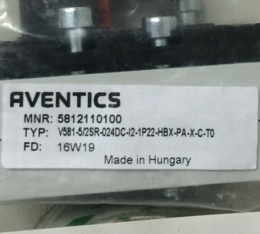 AVENTICS
MNR: 5812110100
TYP: V581-5/2SR-024DC-I2-1P22-HBX-PA-X-C-T0
FD: 16W19
Made in Hungary